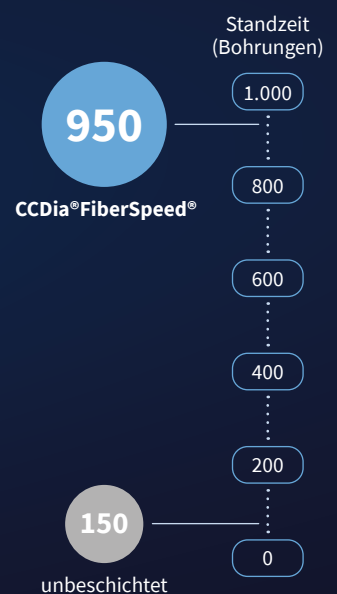 Standzeit
(Bohrungen)
1.000
950
CCDia®FiberSpeed®
800
600
400
200
150
unbeschichtet
0